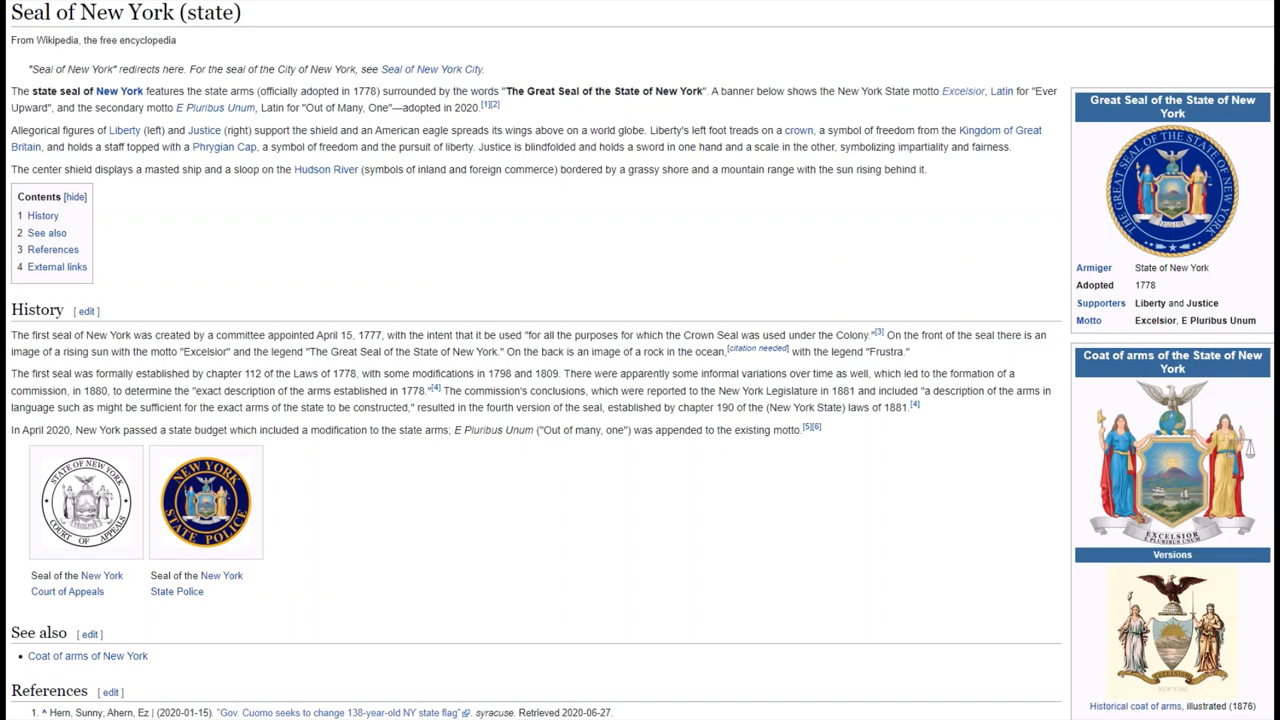 Seal of New York (state)
From Wikipedia, the free encyclopedia
"Seal of New York" redirects here. For the seal of the City of New York, see Seal of New York City.
The state seal of New York features the state arms (officially adopted in 1778) surrounded by the words "The Great Seal of the State of New York". A banner below shows the New York State motto Excelsior, Latin for "Ever
Upward", and the secondary motto E Pluribus Unum, Latin for "Out of Many, One"—adopted in 2020.[1][2]
Allegorical figures of Liberty (left) and Justice (right) support the shield and an American eagle spreads its wings above on a world globe. Liberty's left foot treads on a crown, a symbol of freedom from the Kingdom of Great
Britain, and holds a staff topped with a Phrygian Cap, a symbol of freedom and the pursuit of liberty. Justice is blindfolded and holds a sword in one hand and a scale in the other, symbolizing impartiality and fairness.
The center shield displays a masted ship and a sloop on the Hudson River (symbols of inland and foreign commerce) bordered by a grassy shore and a mountain range with the sun rising behind it.
Contents [hide]
1 History
2 See also
3 References
4 External links
History [ edit ]
The first seal of New York was created by a committee appointed April 15, 1777, with the intent that it be used "for all the purposes for which the Crown Seal was used under the Colony."[3] On the front of the seal there is an
image of a rising sun with the motto "Excelsior" and the legend "The Great Seal of the State of New York." On the back is an image of a rock in the ocean,[citation needed] with the legend "Frustra."
The first seal was formally established by chapter 112 of the Laws of 1778, with some modifications in 1798 and 1809. There were apparently some informal variations over time as well, which led to the formation of a
commission, in 1880, to determine the "exact description of the arms established in 1778."[4] The commission's conclusions, which were reported to the New York Legislature in 1881 and included "a description of the arms in
language such as might be sufficient for the exact arms of the state to be constructed," resulted in the fourth version of the seal, established by chapter 190 of the (New York State) laws of 1881.[4]
In April 2020, New York passed a state budget which included a modification to the state arms; E Pluribus Unum ("Out of many, one") was appended to the existing motto.[5][6]
STATE OF NEW YORK
COURT OF APPEALS
NEW YORK
STATE POLICE
Seal of the New York
Court of Appeals
Seal of the New York
State Police
See also [ edit ]
• Coat of arms of New York
References [ edit ]
1. ^ Hern, Sunny; Ahern, Ez | (2020-01-15). "Gov. Cuomo seeks to change 138-year-old NY state flag". syracuse. Retrieved 2020-06-27.
Great Seal of the State of New
York
THE GREAT SEAL OF THE STATE OF NEW YORK
Armiger State of New York
Adopted 1778
Supporters Liberty and Justice
Motto Excelsior, E Pluribus Unum
Coat of arms of the State of New
York
EXCELSIOR
E PLURIBUS UNUM
Versions
NEW YORK
Historical coat of arms, illustrated (1876)